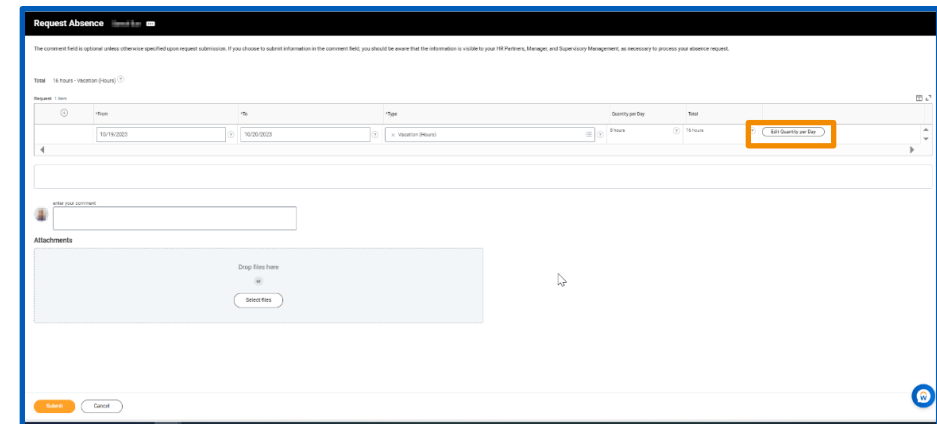 Request Absence
The comment field is optional unless otherwise specified upon request submission. If you choose to submit information in the comment field, you should be aware that the information is visible to your HR Partners, Manager, and Supervisory Management, as necessary to process your absence request.
Total 16 hours - Vacation (Hours)
Request 1 item
*From *To *Type Quantity per Day Total
10/19/2023 10/20/2023 × Vacation (Hours) 8 hours 16 hours Edit Quantity per Day
enter your comment
Attachments
Drop files here
or
Select files
Submit Cancel